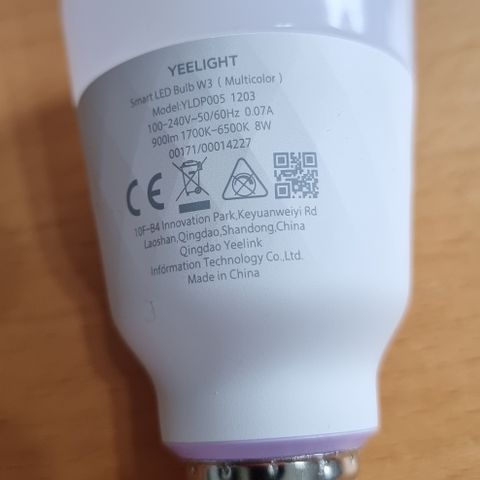 YEELIGHT
Smart LED Bulb W3 ( Multicolor )
Model:YLDP005 1203
100-240V~50/60Hz 0.07A
900lm 1700K-6500K 8W
00171/00014227
CE
10F-B4 Innovation Park,Keyuanweiyi Rd
Laoshan,Qingdao,Shandong,China
Qingdao Yeelink
Information Technology Co.,Ltd.
Made in China